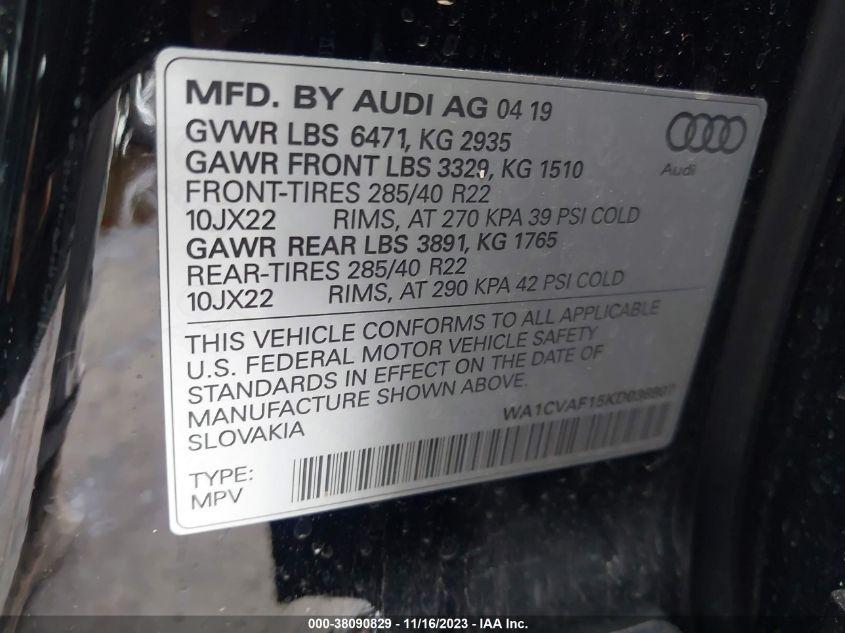 MFD. BY AUDI AG 04 19
GVWR LBS 6471, KG 2935
GAWR FRONT LBS 3329, KG 1510
FRONT-TIRES 285/40 R22
10JX22 RIMS, AT 270 KPA 39 PSI COLD
GAWR REAR LBS 3891, KG 1765
REAR-TIRES 285/40 R22
10JX22 RIMS, AT 290 KPA 42 PSI COLD
Audi
THIS VEHICLE CONFORMS TO ALL APPLICABLE
U.S. FEDERAL MOTOR VEHICLE SAFETY
STANDARDS IN EFFECT ON THE DATE OF
MANUFACTURE SHOWN ABOVE.
SLOVAKIA
TYPE:
MPV
000-38090829 - 11/16/2023 - IAA Inc.